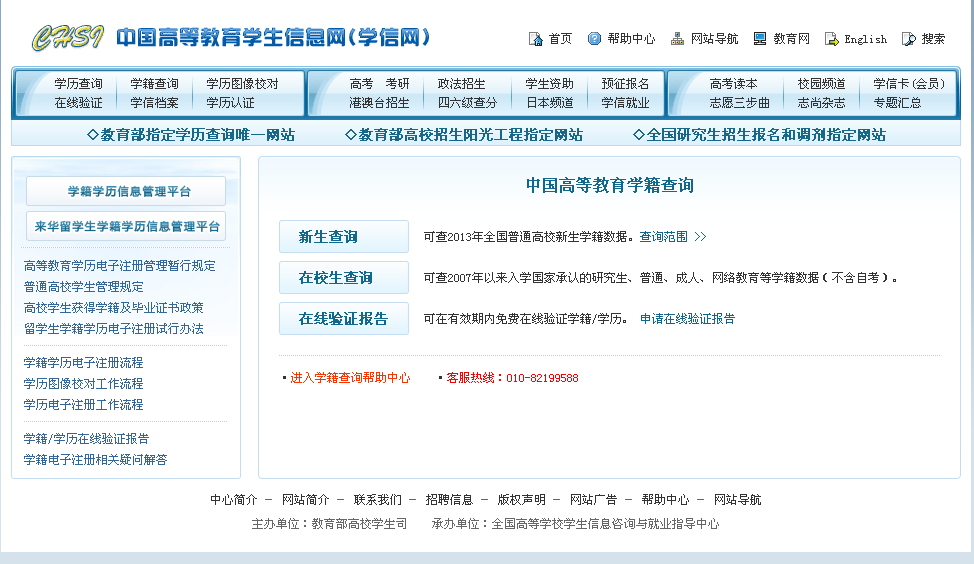 CHSI 中国高等教育学生信息网(学信网)
首页 帮助中心 网站导航 教育网 English 搜索
学历查询 学籍查询 学历图像校对 高考 考研 政法招生 学生资助 预征报名 高考读本 校园频道 学信卡(会员)
在线验证 学信档案 学历认证 港澳台招生 四六级查分 日本频道 学信就业 志愿三步曲 志尚杂志 专题汇总
◇教育部指定学历查询唯一网站 ◇教育部高校招生阳光工程指定网站 ◇全国研究生招生报名和调剂指定网站
学籍学历信息管理平台
来华留学生学籍学历信息管理平台
高等教育学历电子注册管理暂行规定
普通高校学生管理规定
高校学生获得学籍及毕业证书政策
留学生学籍学历电子注册试行办法
学籍学历电子注册流程
学历图像校对工作流程
学历电子注册工作流程
学籍/学历在线验证报告
学籍电子注册相关疑问解答
中国高等教育学籍查询
新生查询 可查2013年全国普通高校新生学籍数据。查询范围 >>
在校生查询 可查2007年以来入学国家承认的研究生、普通、成人、网络教育等学籍数据(不含自考)。
在线验证报告 可在有效期内免费在线验证学籍/学历。 申请在线验证报告
▪进入学籍查询帮助中心 ▪客服热线：010-82199588
中心简介 － 网站简介 － 联系我们 － 招聘信息 － 版权声明 － 网站广告 － 帮助中心 － 网站导航
主办单位：教育部高校学生司 承办单位：全国高等学校学生信息咨询与就业指导中心